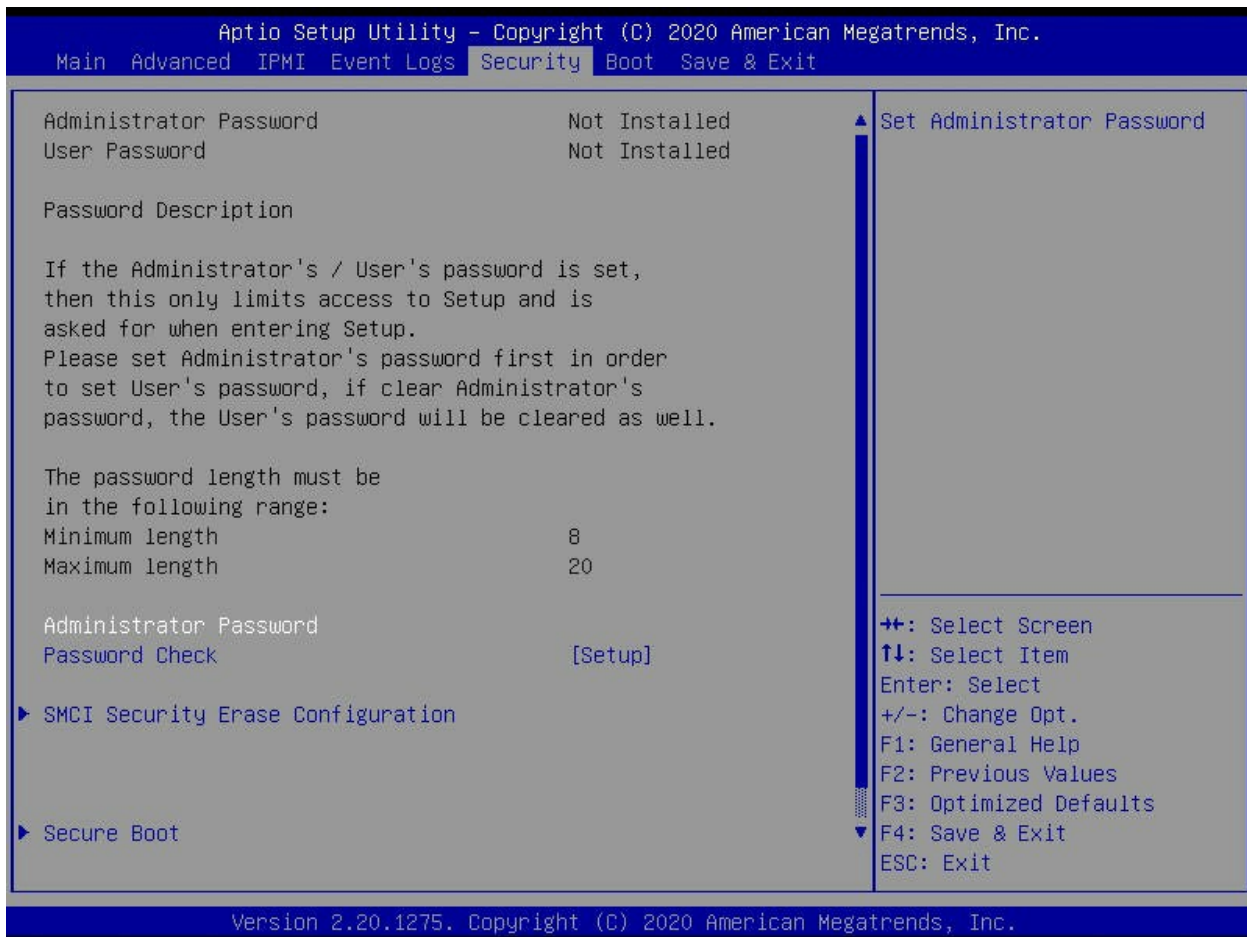 Aptio Setup Utility – Copyright (C) 2020 American Megatrends, Inc.
Main Advanced IPMI Event Logs Security Boot Save & Exit
Administrator Password Not Installed
User Password Not Installed
Password Description
If the Administrator's / User's password is set,
then this only limits access to Setup and is
asked for when entering Setup.
Please set Administrator's password first in order
to set User's password, if clear Administrator's
password, the User's password will be cleared as well.
The password length must be
in the following range:
Minimum length 8
Maximum length 20
Administrator Password
Password Check [Setup]
▶ SMCI Security Erase Configuration
▶ Secure Boot
Set Administrator Password
→←: Select Screen
↑↓: Select Item
Enter: Select
+/-: Change Opt.
F1: General Help
F2: Previous Values
F3: Optimized Defaults
F4: Save & Exit
ESC: Exit
Version 2.20.1275. Copyright (C) 2020 American Megatrends, Inc.